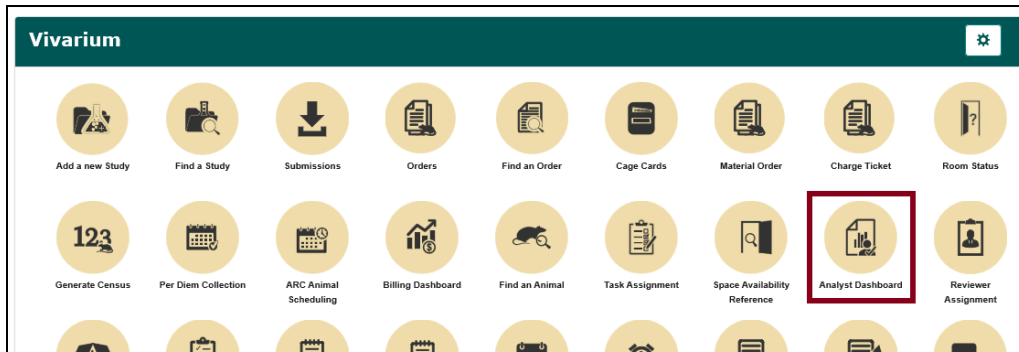 Vivarium
Add a new Study
Find a Study
Submissions
Orders
Find an Order
Cage Cards
Material Order
Charge Ticket
?
Room Status
123
Generate Census
Per Diem Collection
ARC Animal
Scheduling
$
Billing Dashboard
Find an Animal
Task Assignment
Space Availability
Reference
Analyst Dashboard
Reviewer
Assignment